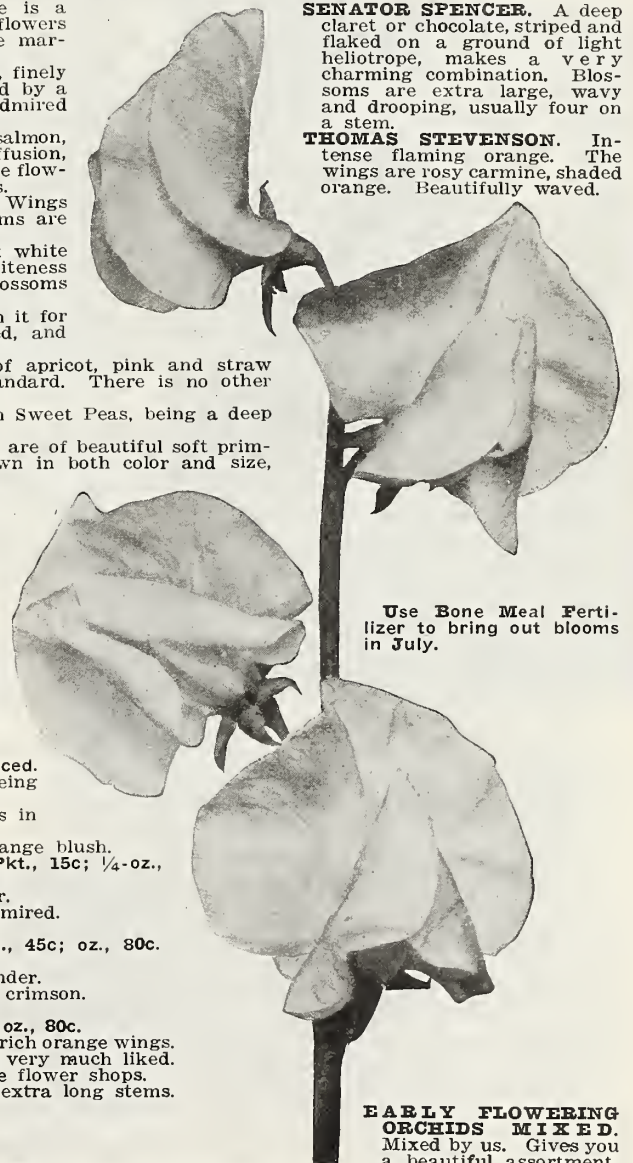 e is a
flowers
e mar-
, finely
d by a
dmired
salmon,
ffusion,
e flow-
s.
Wings
ms are
t white
iteness
ossoms
n it for
ed, and
of apricot, pink and straw
andard. There is no other
n Sweet Peas, being a deep
are of beautiful soft prim-
wn in both color and size,
SENATOR SPENCER. A deep
claret or chocolate, striped and
flaked on a ground of light
heliotrope, makes a very
charming combination. Blos-
soms are extra large, wavy
and drooping, usually four on
a stem.
THOMAS STEVENSON. In-
tense flaming orange. The
wings are rosy carmine, shaded
orange. Beautifully waved.
Use Bone Meal Ferti-
lizer to bring out blooms
in July.
ced.
eing
s in
ange blush.
Pkt., 15c; ¼-oz.,
r.
mired.
., 45c; oz., 80c.
nder.
crimson.
oz., 80c.
rich orange wings.
very much liked.
e flower shops.
extra long stems.
EARLY FLOWERING
ORCHIDS MIXED.
Mixed by us. Gives you
a beautiful assortment